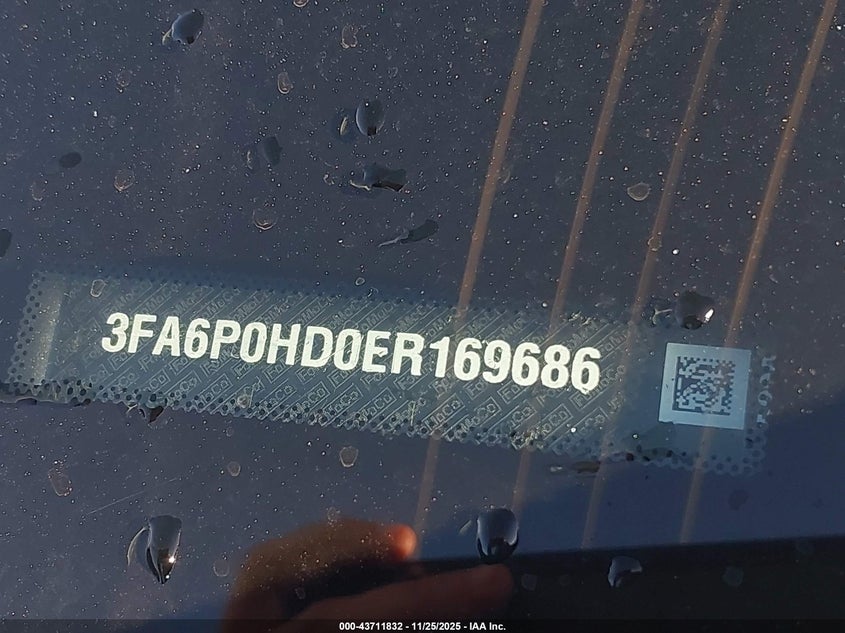 3FA6P0HD0ER169686
000-43711832 - 11/25/2025 - IAA Inc.